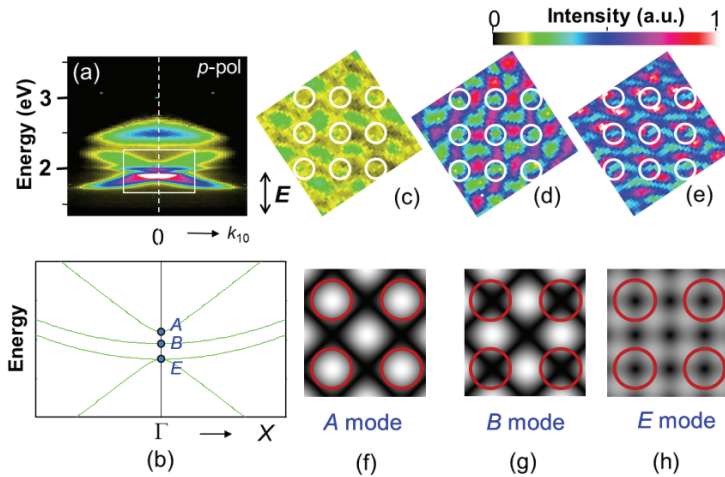 0 Intensity (a.u.) 1
(a) p-pol
Energy (eV)
3
2
E
0 → k₁₀
(c)
(d)
(e)
Energy
A
B
E
Γ → X
(b)
A mode
B mode
E mode
(f)
(g)
(h)